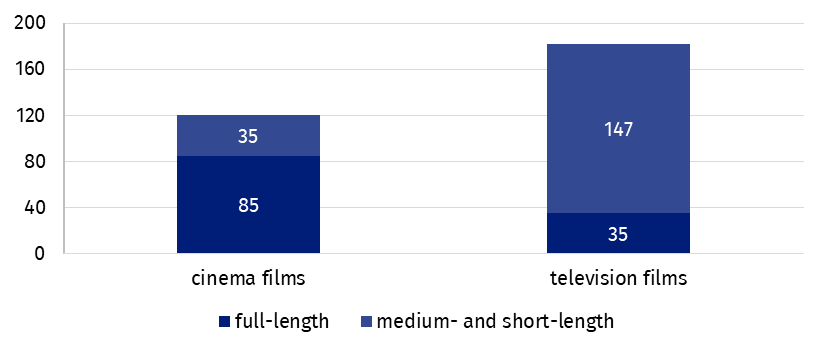 200
160
120
80
40
0
35
85
147
35
cinema films
television films
full-length
medium- and short-length